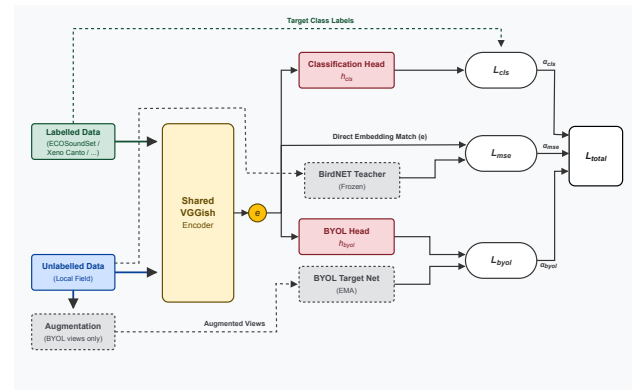 Target Class Labels
Classification Head
h_cls
L_cls
α_cls
Labelled Data
(ECOSoundSet /
Xeno Canto / ...)
Direct Embedding Match (e)
L_mse
α_mse
L_total
BirdNET Teacher
(Frozen)
Shared
VGGish
Encoder
e
BYOL Head
h_byol
Unlabelled Data
(Local Field)
L_byol
α_byol
BYOL Target Net
(EMA)
Augmentation
(BYOL views only)
Augmented Views